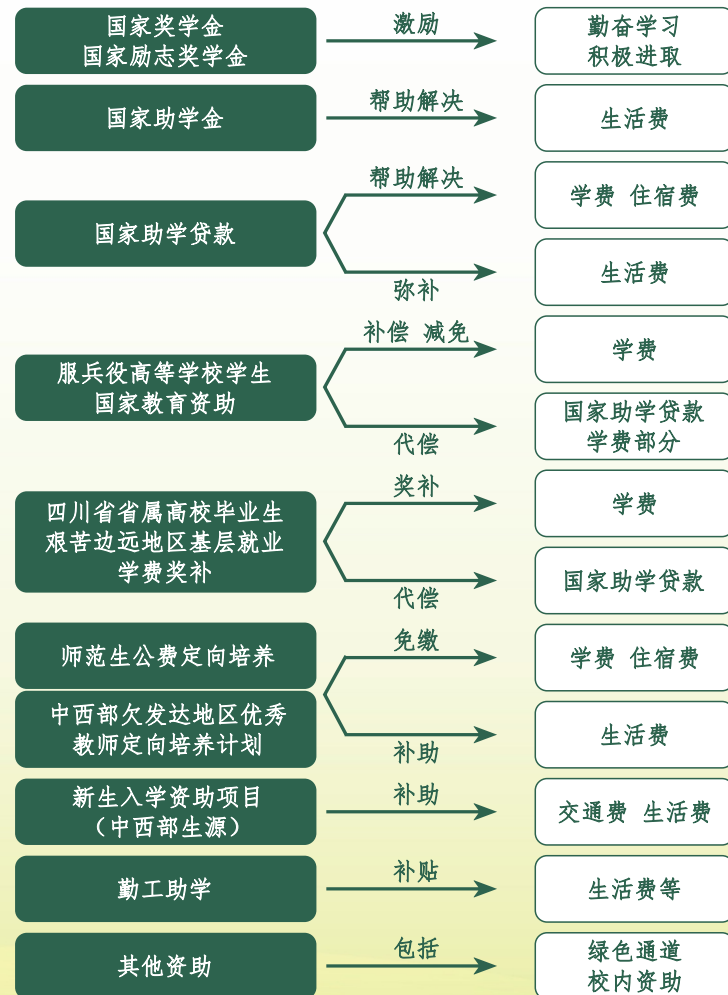 国家奖学金
国家励志奖学金
激励
勤奋学习
积极进取
国家助学金
帮助解决
生活费
国家助学贷款
帮助解决
学费 住宿费
弥补
生活费
服兵役高等学校学生
国家教育资助
补偿 减免
学费
代偿
国家助学贷款
学费部分
四川省省属高校毕业生
艰苦边远地区基层就业
学费奖补
奖补
学费
代偿
国家助学贷款
师范生公费定向培养
中西部欠发达地区优秀
教师定向培养计划
免缴
学费 住宿费
补助
生活费
新生入学资助项目
（中西部生源）
补助
交通费 生活费
勤工助学
补贴
生活费等
其他资助
包括
绿色通道
校内资助